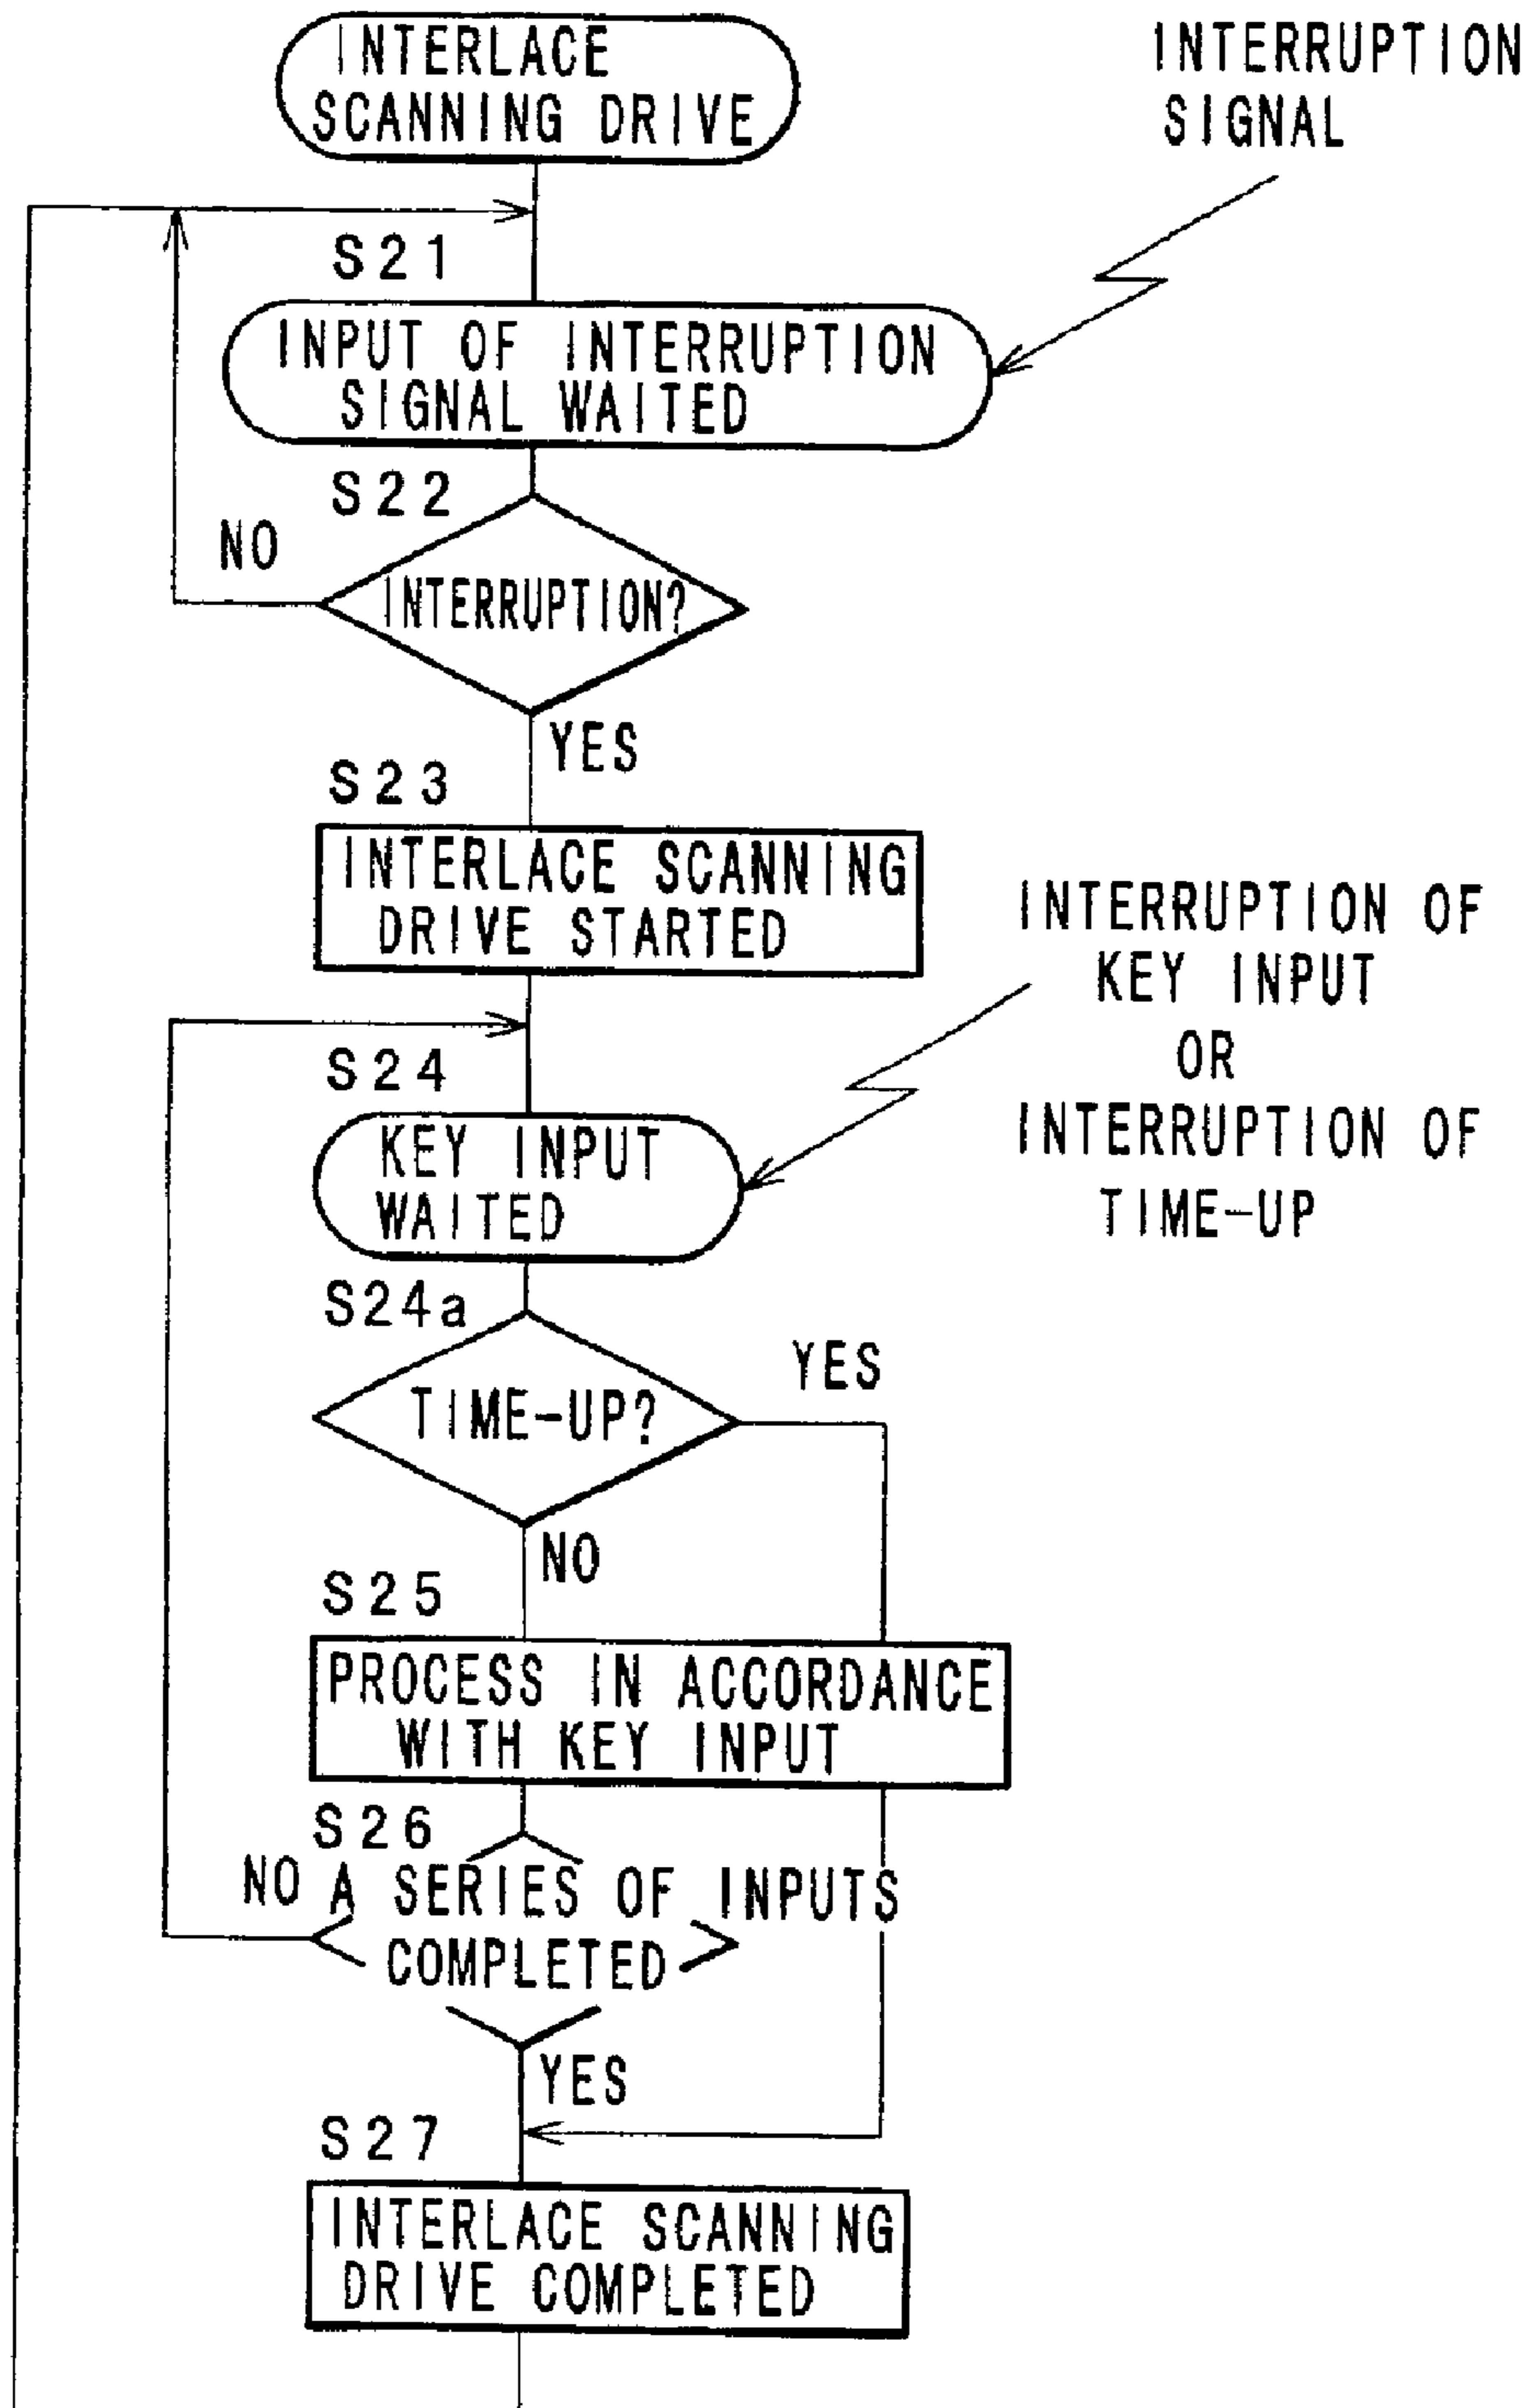 INTERLACE
SCANNING DRIVE
INTERRUPTION
SIGNAL
S21
INPUT OF INTERRUPTION
SIGNAL WAITED
S22
NO
INTERRUPTION?
YES
S23
INTERLACE SCANNING
DRIVE STARTED
INTERRUPTION OF
KEY INPUT
OR
INTERRUPTION OF
TIME-UP
S24
KEY INPUT
WAITED
S24a
YES
TIME-UP?
NO
S25
PROCESS IN ACCORDANCE
WITH KEY INPUT
S26
NO A SERIES OF INPUTS
COMPLETED
YES
S27
INTERLACE SCANNING
DRIVE COMPLETED